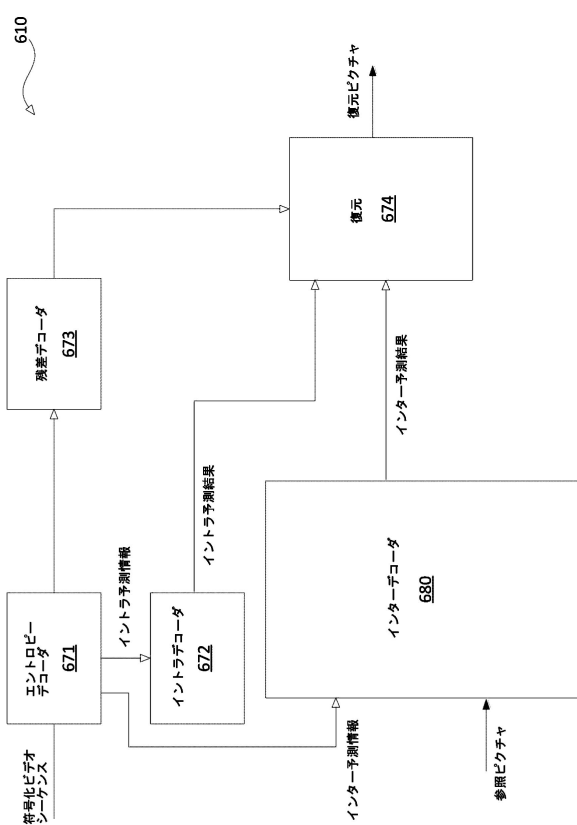 610
符号化ビデオ
シーケンス
エントロピー
デコーダ
671
残差デコーダ
673
イントラ予測情報
イントラデコーダ
672
イントラ予測結果
復元
674
復元ピクチャ
インター予測情報
参照ピクチャ
インターデコーダ
680
インター予測結果